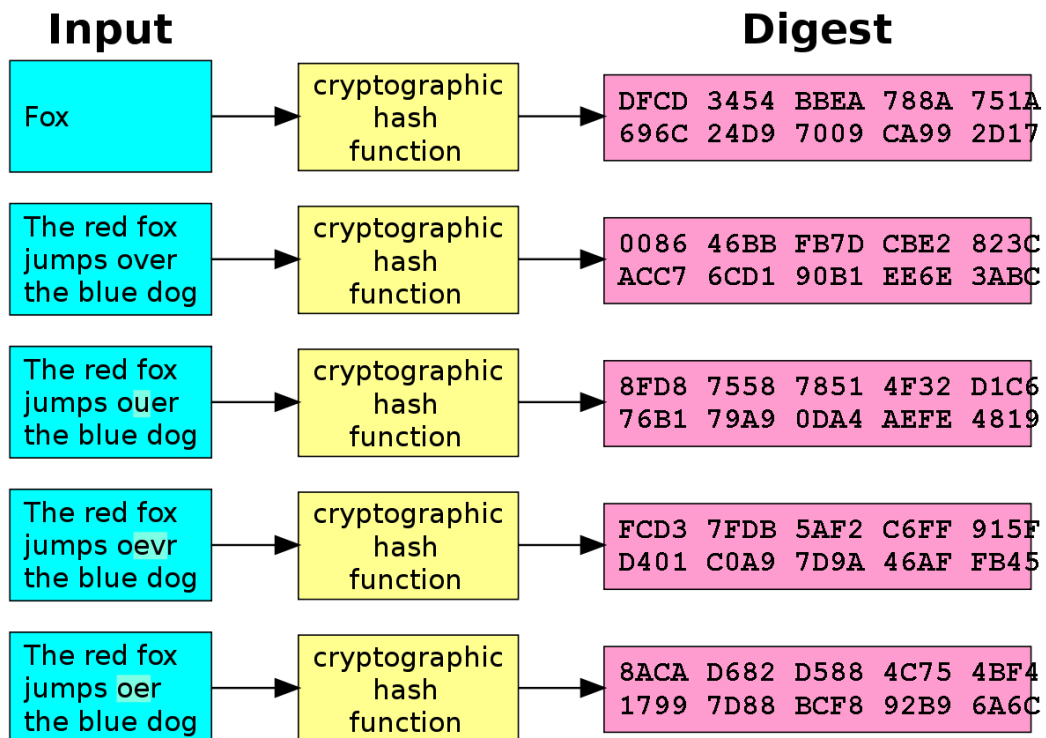 Input
Digest
Fox
cryptographic
hash
function
DFCD 3454 BBEA 788A 751A
696C 24D9 7009 CA99 2D17
The red fox
jumps over
the blue dog
cryptographic
hash
function
0086 46BB FB7D CBE2 823C
ACC7 6CD1 90B1 EE6E 3ABC
The red fox
jumps ouer
the blue dog
cryptographic
hash
function
8FD8 7558 7851 4F32 D1C6
76B1 79A9 0DA4 AEFE 4819
The red fox
jumps oevr
the blue dog
cryptographic
hash
function
FCD3 7FDB 5AF2 C6FF 915F
D401 C0A9 7D9A 46AF FB45
The red fox
jumps oer
the blue dog
cryptographic
hash
function
8ACA D682 D588 4C75 4BF4
1799 7D88 BCF8 92B9 6A6C